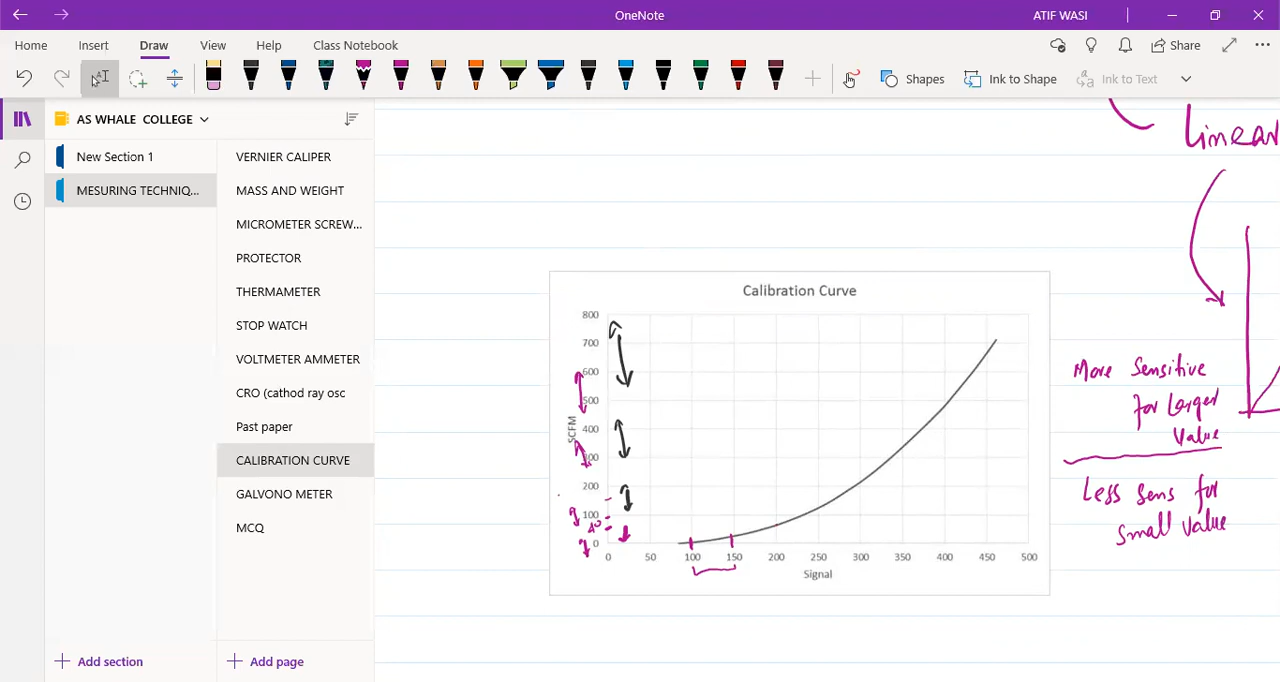 OneNote
ATIF WASI
Home
Insert
Draw
View
Help
Class Notebook
Share
Shapes
Ink to Shape
Ink to Text
AS WHALE COLLEGE
New Section 1
MESURING TECHNIQ...
VERNIER CALIPER
MASS AND WEIGHT
MICROMETER SCREW...
PROTECTOR
THERMAMETER
STOP WATCH
VOLTMETER AMMETER
CRO (cathod ray osc
Past paper
CALIBRATION CURVE
GALVONO METER
MCQ
Add section
Add page
Linear
Calibration Curve
800
700
600
500
400
300
200
100
0
SCFM
0 50 100 150 200 250 300 350 400 450 500
Signal
More Sensitive
for Larger
Value
Less Sens for
small value